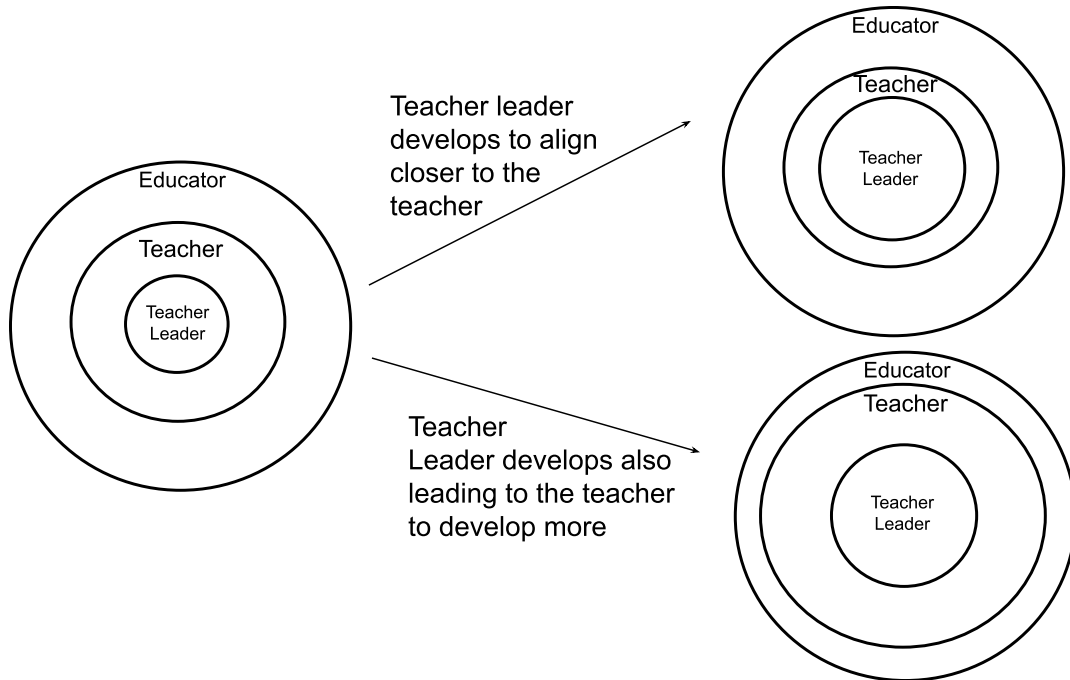 Educator
Teacher
Teacher
Leader
Teacher leader
develops to align
closer to the
teacher
Teacher
Leader develops also
leading to the teacher
to develop more
Educator
Teacher
Teacher
Leader
Educator
Teacher
Teacher
Leader